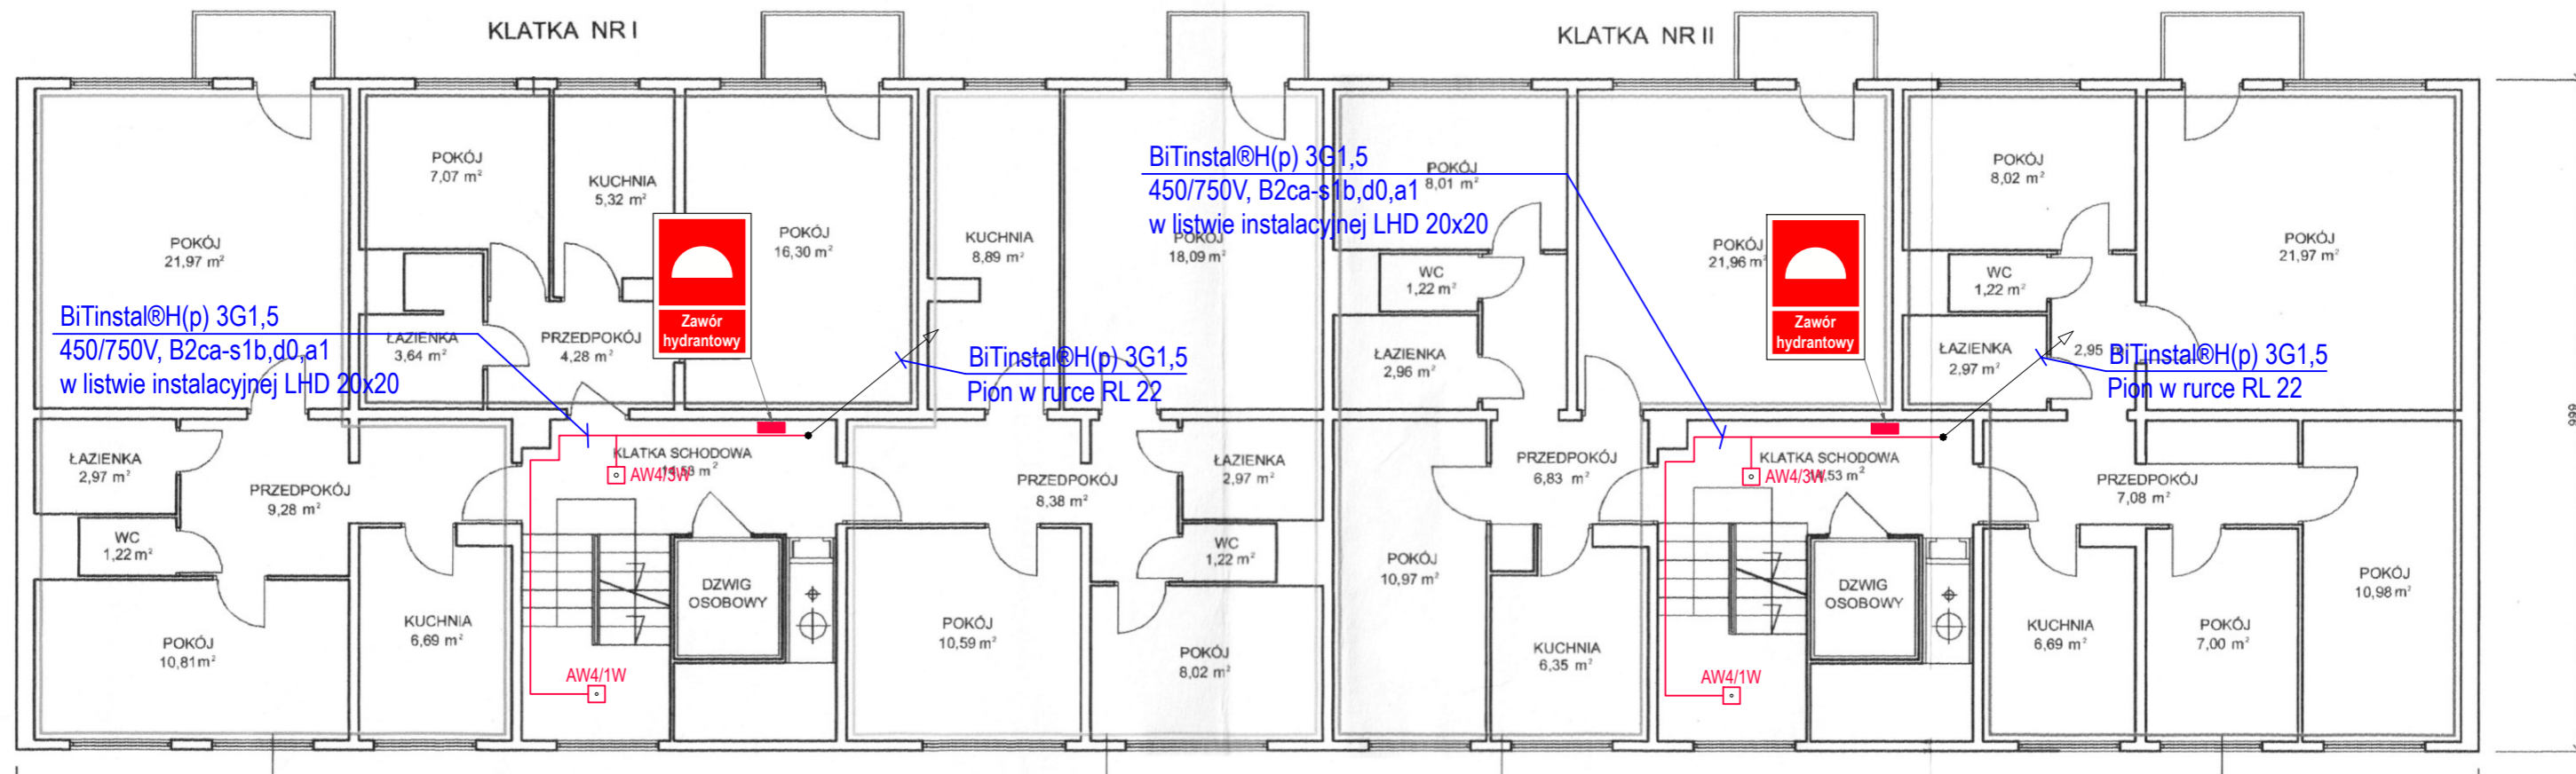 KLATKA NR I
KLATKA NR II
POKÓJ
21,97 m²
POKÓJ
7,07 m²
KUCHNIA
5,32 m²
POKÓJ
16,30 m²
KUCHNIA
8,89 m²
POKÓJ
18,09 m²
POKÓJ
8,01 m²
POKÓJ
21,96 m²
POKÓJ
8,02 m²
POKÓJ
21,97 m²
BiTinstal®H(p) 3G1,5
450/750V, B2ca-s1b,d0,a1
w listwie instalacyjnej LHD 20x20
BiTinstal®H(p) 3G1,5
450/750V, B2ca-s1b,d0,a1
w listwie instalacyjnej LHD 20x20
Zawór
hydrantowy
Zawór
hydrantowy
BiTinstal®H(p) 3G1,5
Pion w rurce RL 22
BiTinstal®H(p) 3G1,5
Pion w rurce RL 22
ŁAZIENKA
3,64 m²
PRZEDPOKÓJ
4,28 m²
WC
1,22 m²
ŁAZIENKA
2,96 m²
WC
1,22 m²
ŁAZIENKA
2,97 m²
2,95
ŁAZIENKA
2,97 m²
WC
1,22 m²
PRZEDPOKÓJ
9,28 m²
KLATKA SCHODOWA
m²
AW4/3W
AW4/1W
DZWIG
OSOBOWY
PRZEDPOKÓJ
8,38 m²
ŁAZIENKA
2,97 m²
WC
1,22 m²
PRZEDPOKÓJ
6,83 m²
KLATKA SCHODOWA
14,53 m²
AW4/3W
AW4/1W
DZWIG
OSOBOWY
PRZEDPOKÓJ
7,08 m²
POKÓJ
10,81m²
KUCHNIA
6,69 m²
POKÓJ
10,59 m²
POKÓJ
8,02 m²
POKÓJ
10,97 m²
KUCHNIA
6,35 m²
KUCHNIA
6,69 m²
POKÓJ
7,00 m²
POKÓJ
10,98 m²